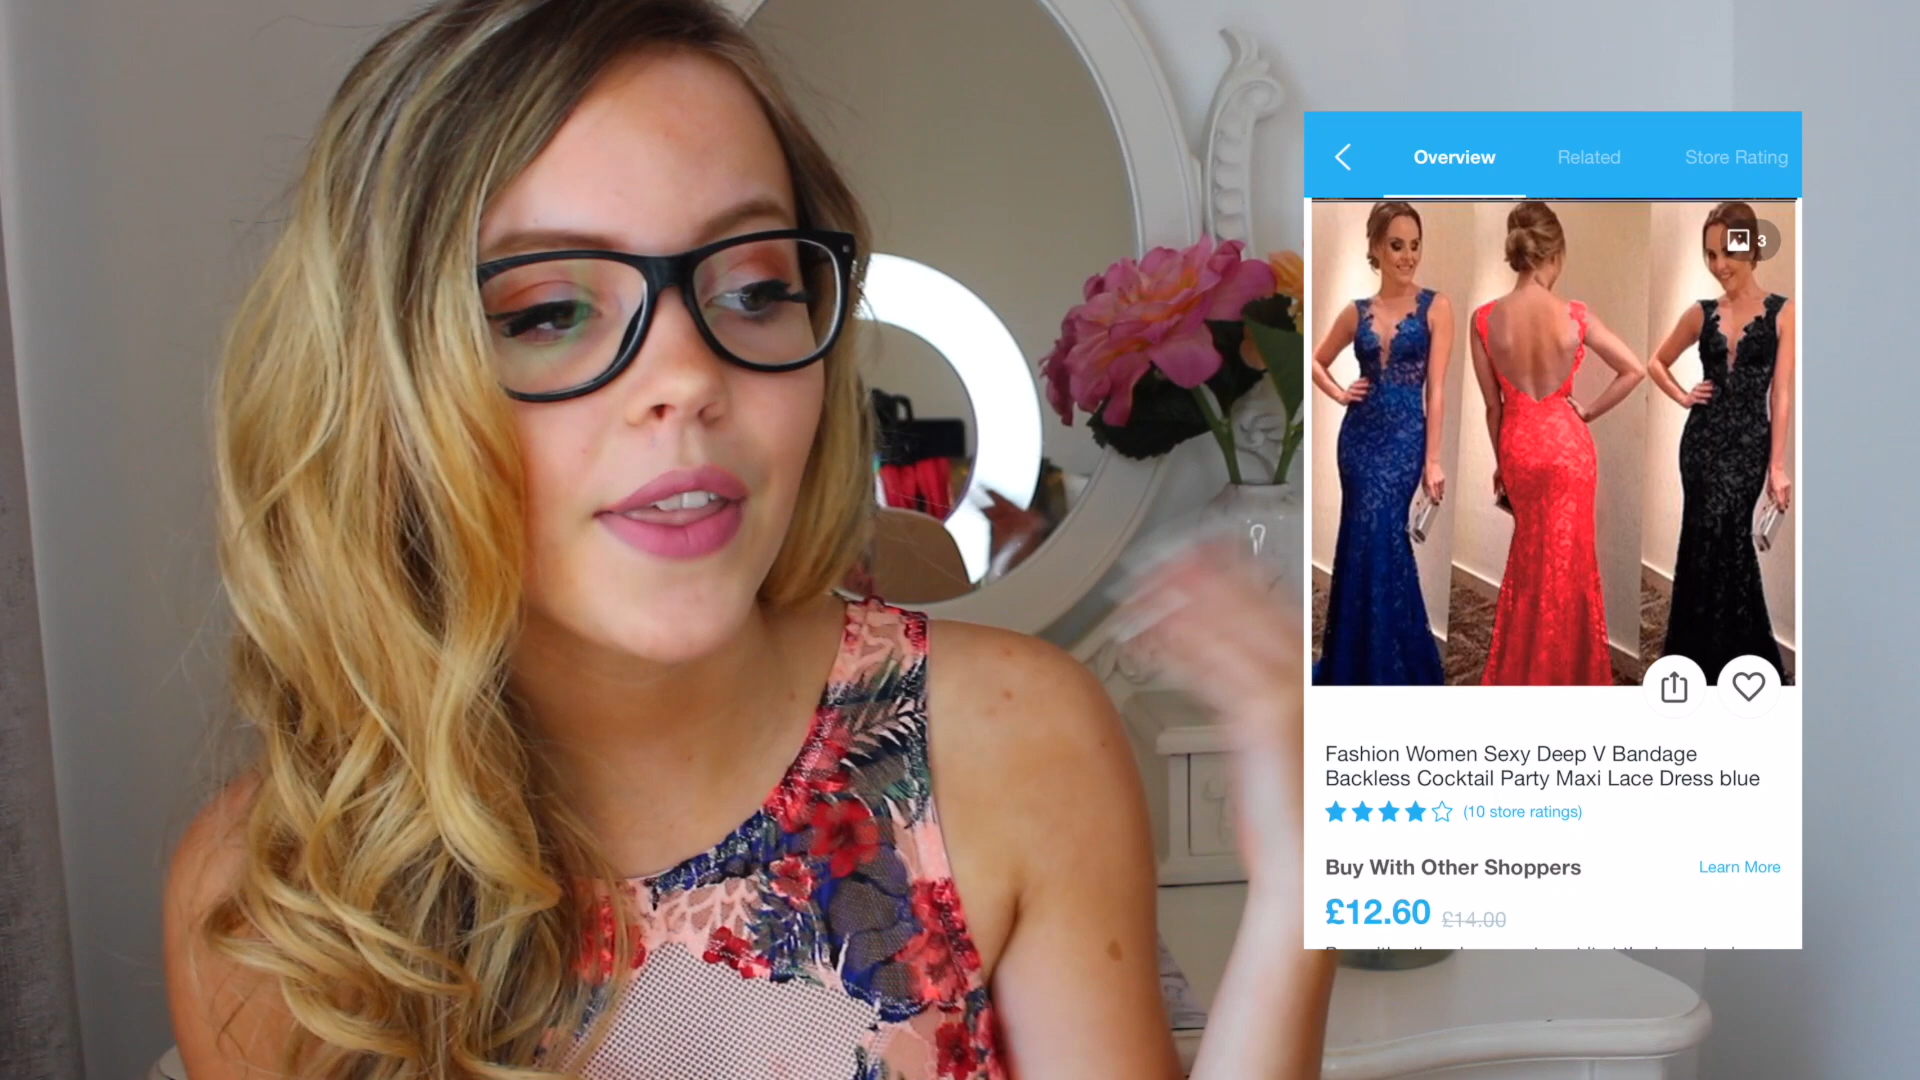 Overview Related Store Rating
3
Fashion Women Sexy Deep V Bandage
Backless Cocktail Party Maxi Lace Dress blue
(10 store ratings)
Buy With Other Shoppers Learn More
£12.60 £14.00